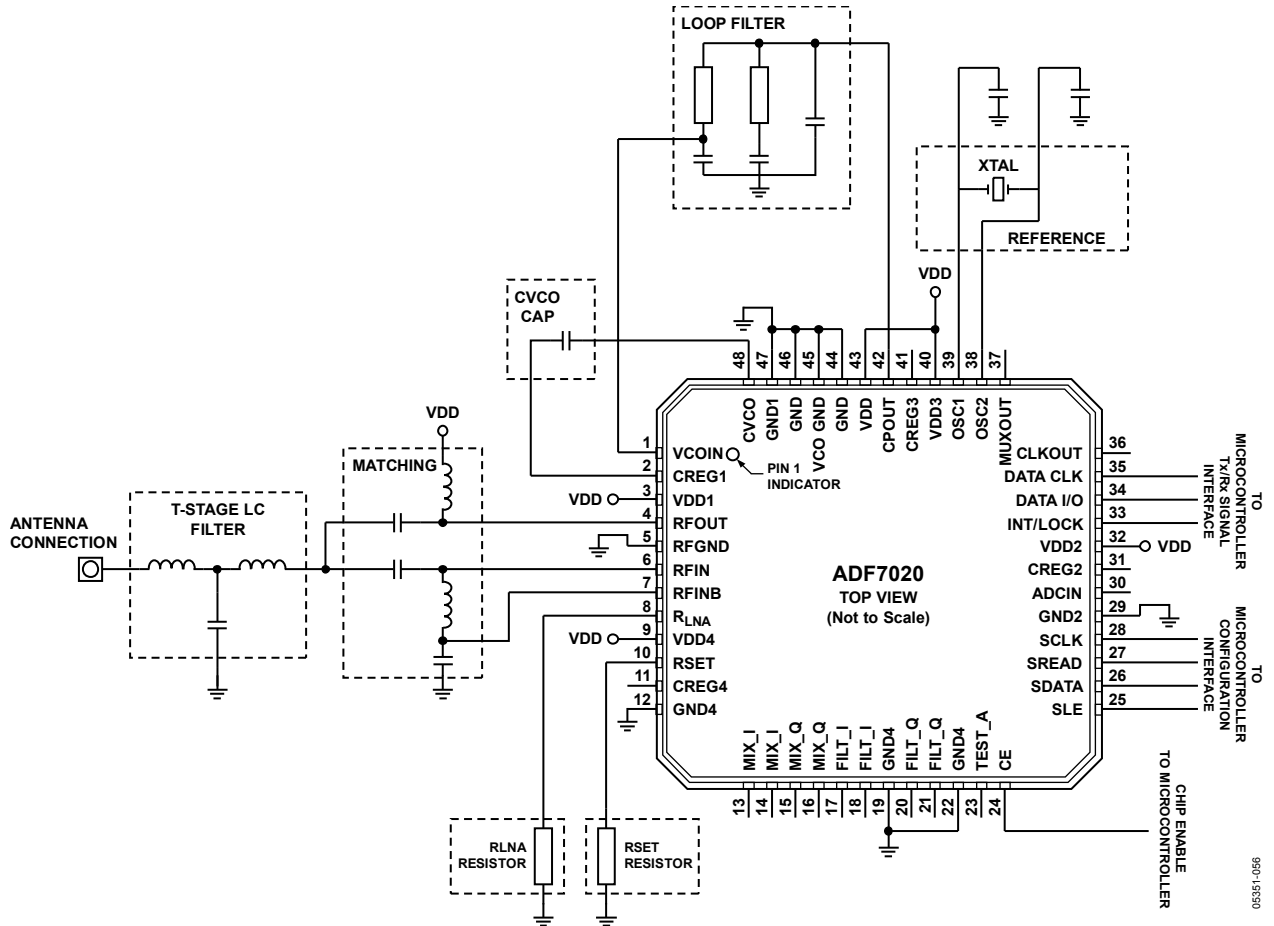 LOOP FILTER
XTAL
REFERENCE
VDD
CVCO
CAP
48
47
46
45
44
43
42
41
40
39
38
37
CVCO
GND1
GND
VCO GND
GND
VDD
CPOUT
CREG3
VDD3
OSC1
OSC2
MUXOUT
VDD
MATCHING
T-STAGE LC
FILTER
ANTENNA
CONNECTION
1 VCOIN
PIN 1
INDICATOR
2 CREG1
VDD 3 VDD1
4 RFOUT
5 RFGND
6 RFIN
7 RFINB
8 RLNA
VDD 9 VDD4
10 RSET
11 CREG4
12 GND4
ADF7020
TOP VIEW
(Not to Scale)
CLKOUT 36
DATA CLK 35
DATA I/O 34
INT/LOCK 33
VDD2 32 VDD
CREG2 31
ADCIN 30
GND2 29
SCLK 28
SREAD 27
SDATA 26
SLE 25
TO
MICROCONTROLLER
Tx/Rx SIGNAL
INTERFACE
TO
MICROCONTROLLER
CONFIGURATION
INTERFACE
MIX_I
MIX_I
MIX_Q
MIX_Q
FILT_I
FILT_I
GND4
FILT_Q
FILT_Q
GND4
TEST_A
CE
13
14
15
16
17
18
19
20
21
22
23
24
CHIP ENABLE
TO MICROCONTROLLER
RLNA
RESISTOR
RSET
RESISTOR
05351-056